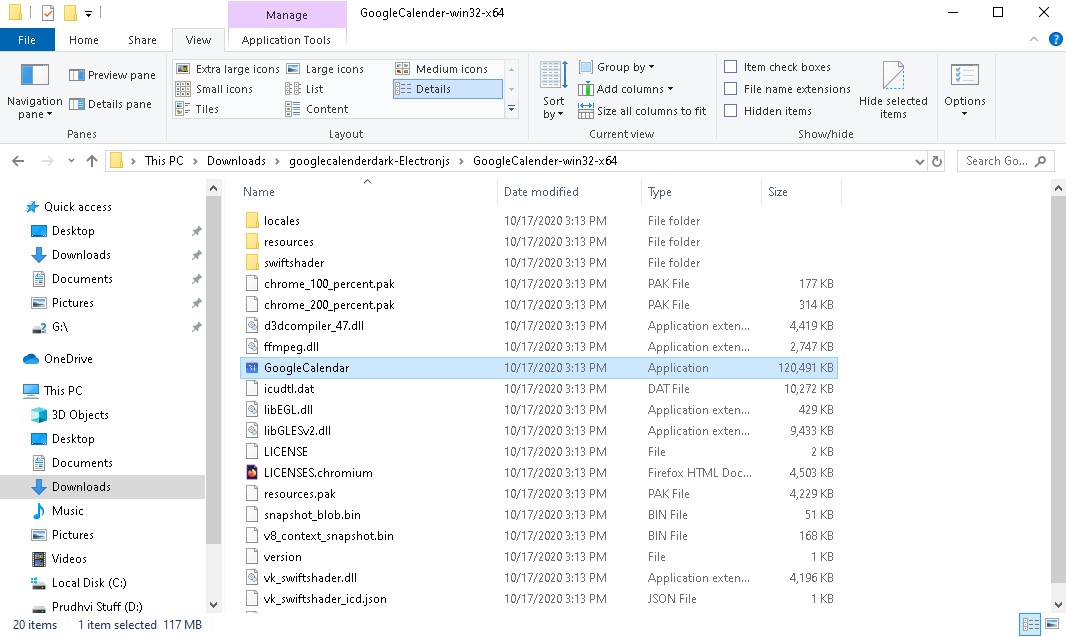 Manage
GoogleCalender-win32-x64
File
Home
Share
View
Application Tools
Navigation pane
Preview pane
Details pane
Panes
Extra large icons
Large icons
Medium icons
Small icons
List
Details
Tiles
Content
Layout
Sort by
Group by
Add columns
Size all columns to fit
Current view
Item check boxes
File name extensions
Hidden items
Hide selected items
Show/hide
Options
This PC > Downloads > googlecalenderdark-Electronjs > GoogleCalender-win32-x64
Search Go...
Quick access
Desktop
Downloads
Documents
Pictures
G:\
OneDrive
This PC
3D Objects
Desktop
Documents
Downloads
Music
Pictures
Videos
Local Disk (C:)
Prudhvi Stuff (D:)
Name Date modified Type Size
locales 10/17/2020 3:13 PM File folder
resources 10/17/2020 3:13 PM File folder
swiftshader 10/17/2020 3:13 PM File folder
chrome_100_percent.pak 10/17/2020 3:13 PM PAK File 177 KB
chrome_200_percent.pak 10/17/2020 3:13 PM PAK File 314 KB
d3dcompiler_47.dll 10/17/2020 3:13 PM Application exten... 4,419 KB
ffmpeg.dll 10/17/2020 3:13 PM Application exten... 2,747 KB
GoogleCalendar 10/17/2020 3:13 PM Application 120,491 KB
icudtl.dat 10/17/2020 3:13 PM DAT File 10,272 KB
libEGL.dll 10/17/2020 3:13 PM Application exten... 429 KB
libGLESv2.dll 10/17/2020 3:13 PM Application exten... 9,433 KB
LICENSE 10/17/2020 3:13 PM File 2 KB
LICENSES.chromium 10/17/2020 3:13 PM Firefox HTML Doc... 4,503 KB
resources.pak 10/17/2020 3:13 PM PAK File 4,229 KB
snapshot_blob.bin 10/17/2020 3:13 PM BIN File 51 KB
v8_context_snapshot.bin 10/17/2020 3:13 PM BIN File 168 KB
version 10/17/2020 3:13 PM File 1 KB
vk_swiftshader.dll 10/17/2020 3:13 PM Application exten... 4,196 KB
vk_swiftshader_icd.json 10/17/2020 3:13 PM JSON File 1 KB
20 items 1 item selected 117 MB